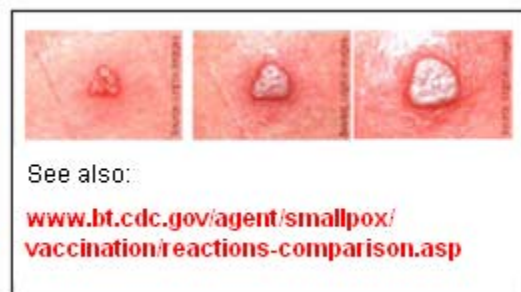 See also:
www.bt.cdc.gov/agent/smallpox/
vaccination/reactions-comparison.asp